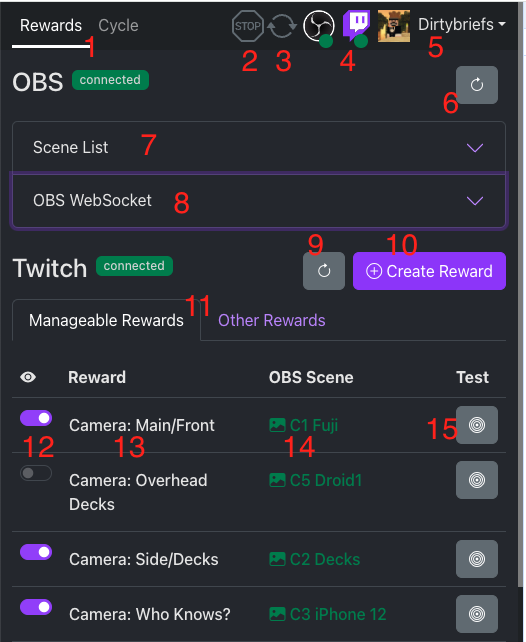 Rewards Cycle STOP Dirtybriefs
1 2 3 4 5
OBS connected
6
Scene List 7
OBS WebSocket 8
9 10
Twitch connected Create Reward
11
Manageable Rewards Other Rewards
Reward OBS Scene Test
Camera: Main/Front C1 Fuji 15
12 13 14
Camera: Overhead C5 Droid1
Decks
Camera: Side/Decks C2 Decks
Camera: Who Knows? C3 iPhone 12